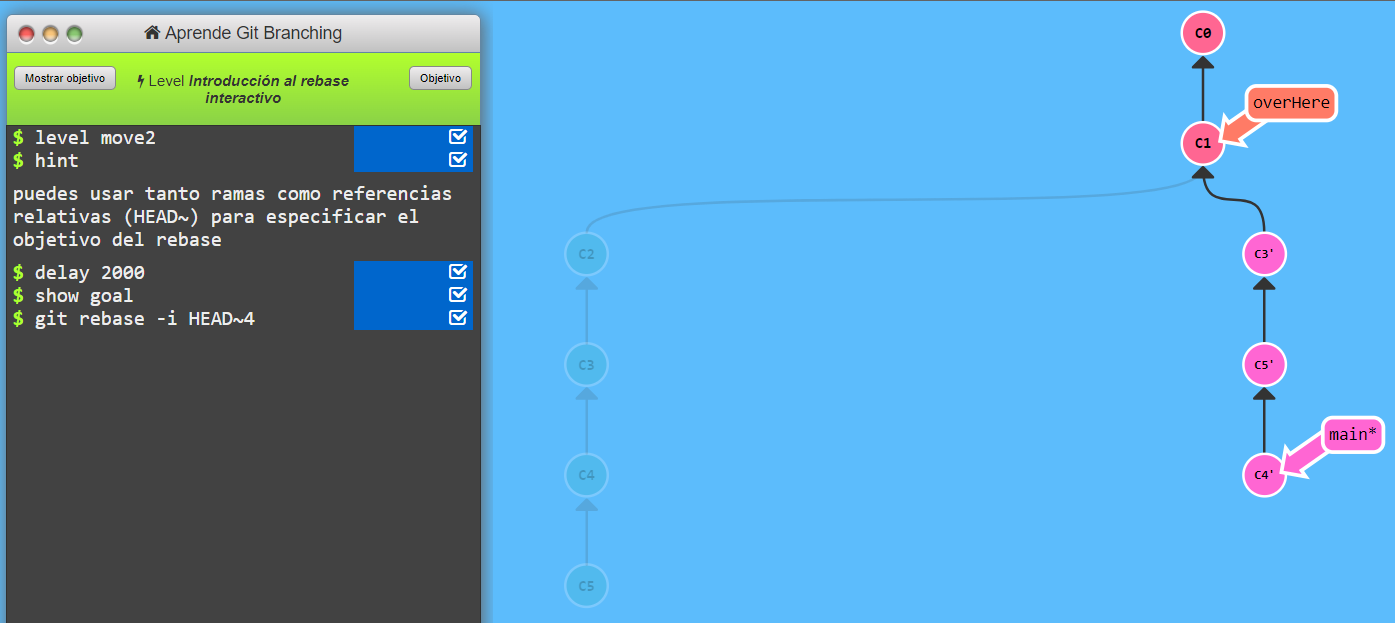 Aprende Git Branching
Mostrar objetivo
Level Introducción al rebase
interactivo
Objetivo
$ level move2
$ hint
puedes usar tanto ramas como referencias
relativas (HEAD~) para especificar el
objetivo del rebase
$ delay 2000
$ show goal
$ git rebase -i HEAD~4
C0
overHere
C1
C2
C3'
C3
C5'
main*
C4
C4'
C5